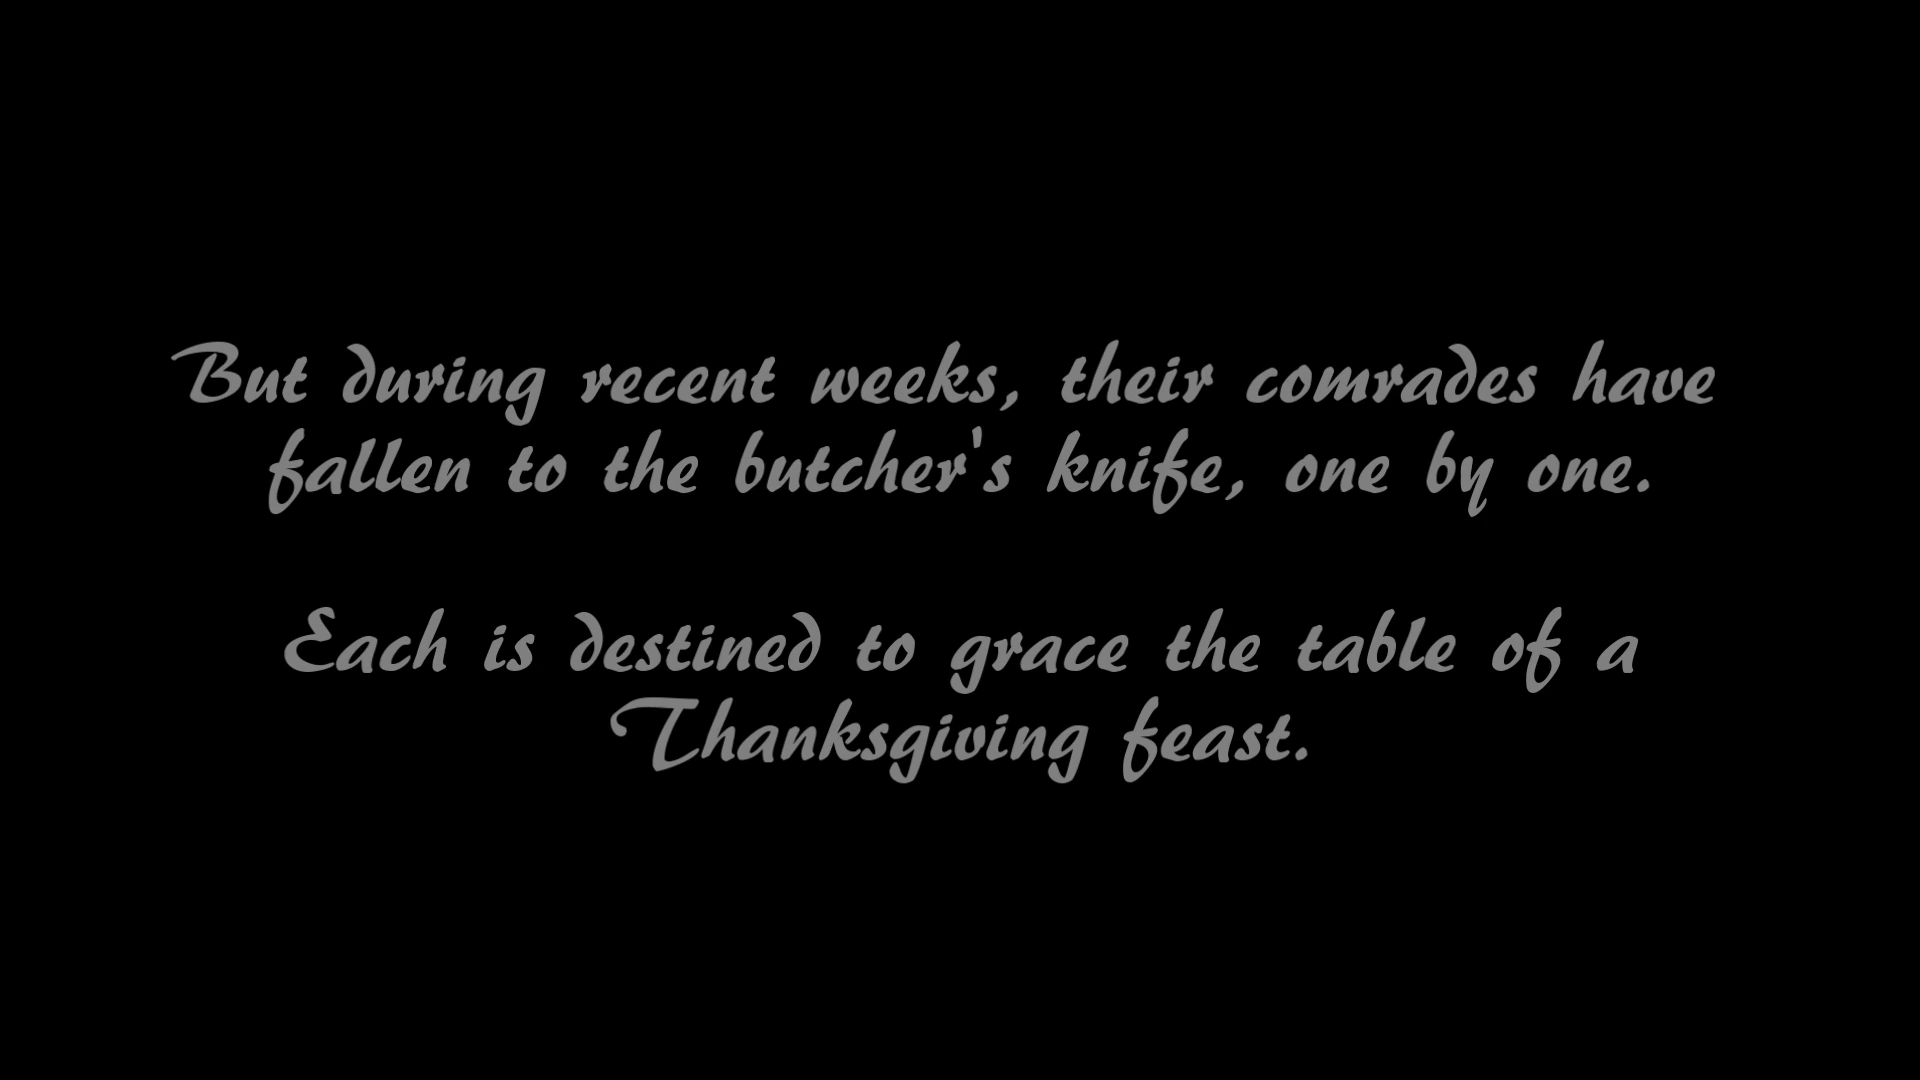 But during recent weeks, their comrades have
fallen to the butcher's knife, one by one.
Each is destined to grace the table of a
Thanksgiving feast.